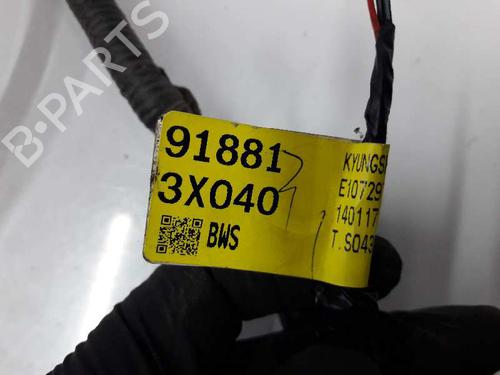 B-PARTS
91881
3X040
BWS
KYUNGS
E10729
140117
T.S043